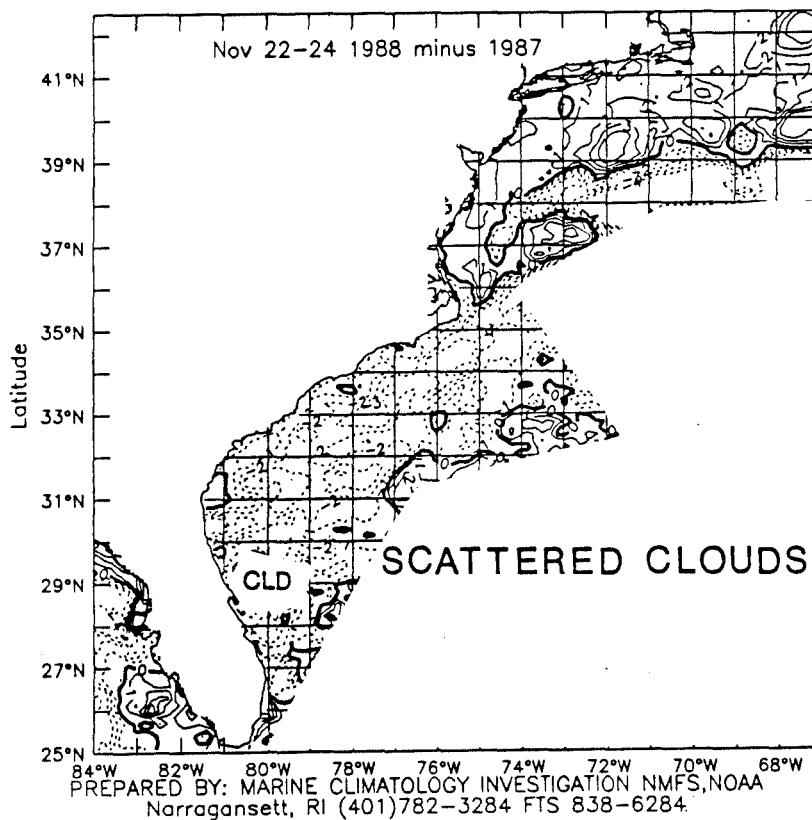 Nov 22-24 1988 minus 1987
41°N
39°N
37°N
35°N
33°N
31°N
29°N
27°N
25°N
Latitude
CLD
SCATTERED CLOUDS
84°W 82°W 80°W 78°W 76°W 74°W 72°W 70°W 68°W
PREPARED BY: MARINE CLIMATOLOGY INVESTIGATION NMFS,NOAA
Narragansett, RI (401)782-3284 FTS 838-6284.